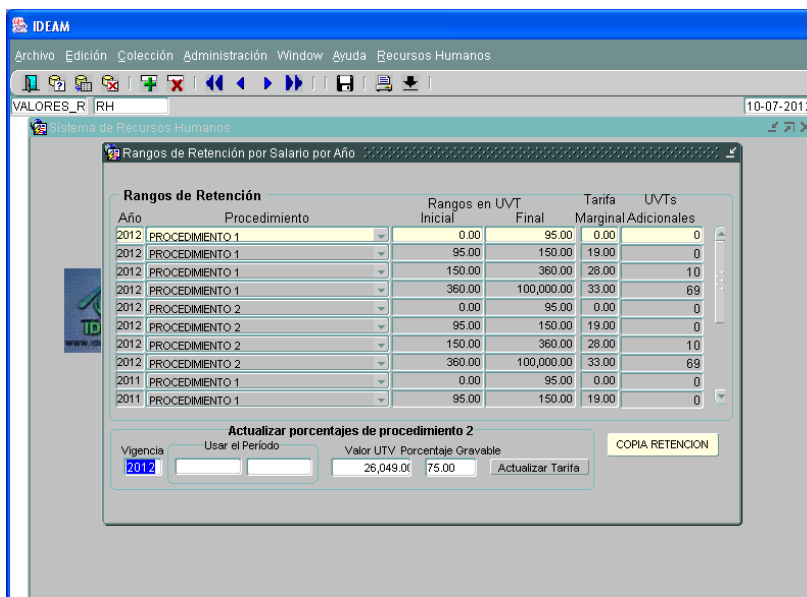 IDEAM
Archivo Edición Colección Administración Window Ayuda Recursos Humanos
VALORES_R RH 10-07-201
Sistema de Recursos Humanos
Rangos de Retención por Salario por Año
Rangos de Retención Rangos en UVT Tarifa UVTs
Año Procedimiento Inicial Final Marginal Adicionales
2012 PROCEDIMIENTO 1 0.00 95.00 0.00 0
2012 PROCEDIMIENTO 1 95.00 150.00 19.00 0
2012 PROCEDIMIENTO 1 150.00 360.00 28.00 10
2012 PROCEDIMIENTO 1 360.00 100,000.00 33.00 69
2012 PROCEDIMIENTO 2 0.00 95.00 0.00 0
2012 PROCEDIMIENTO 2 95.00 150.00 19.00 0
2012 PROCEDIMIENTO 2 150.00 360.00 28.00 10
2012 PROCEDIMIENTO 2 360.00 100,000.00 33.00 69
2011 PROCEDIMIENTO 1 0.00 95.00 0.00 0
2011 PROCEDIMIENTO 1 95.00 150.00 19.00 0
Actualizar porcentajes de procedimiento 2
Vigencia Usar el Período Valor UTV Porcentaje Gravable
2012 26,049.0 75.00 Actualizar Tarifa
COPIA RETENCION